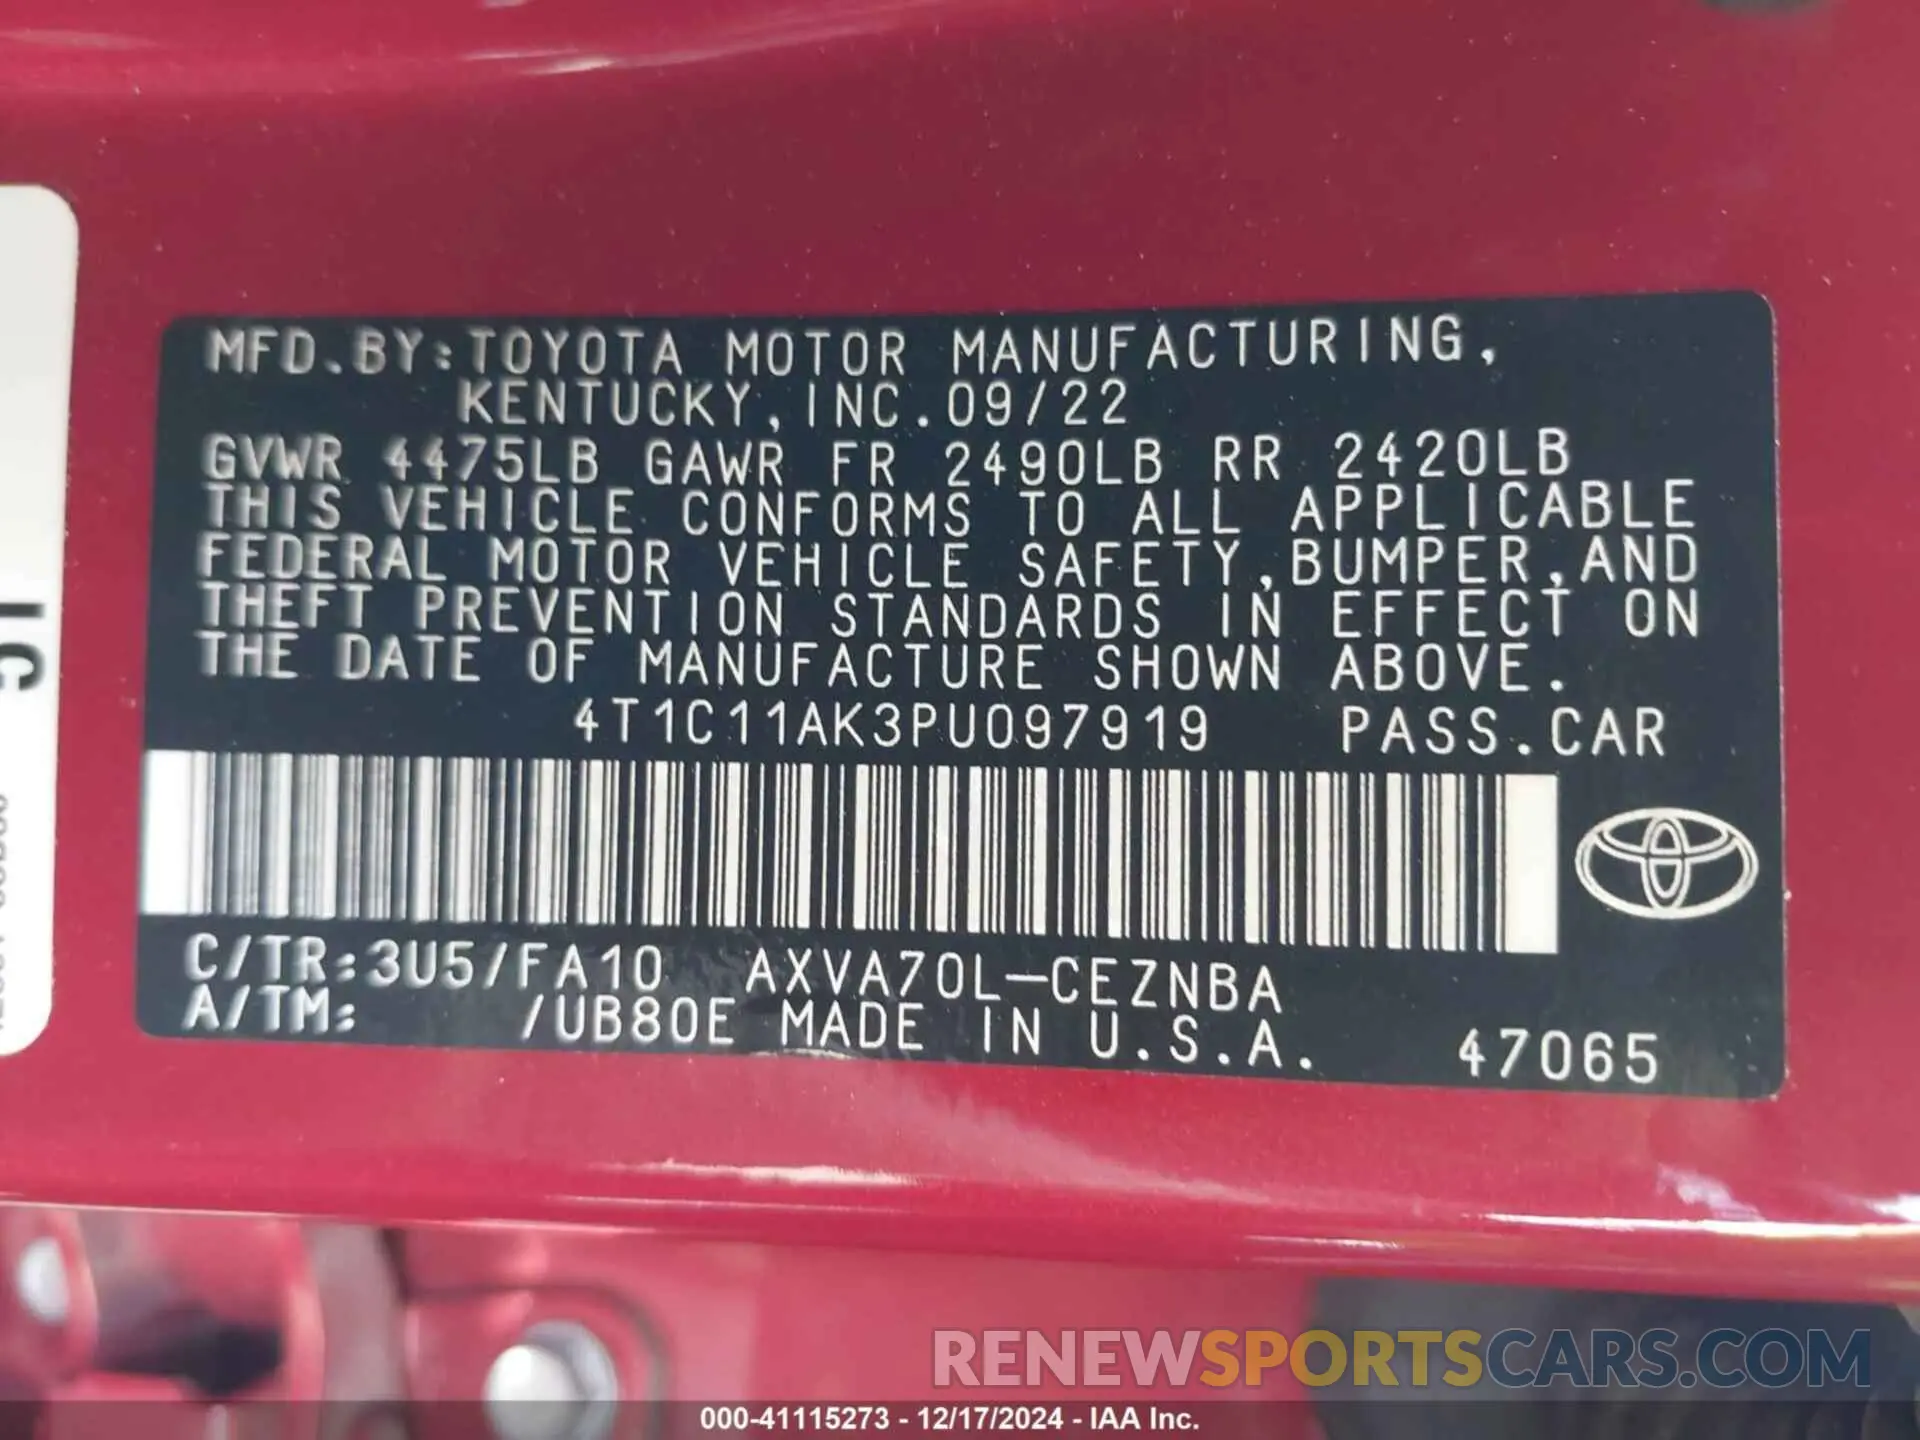 MFD.BY:TOYOTA MOTOR MANUFACTURING,
KENTUCKY,INC.09/22
GVWR 4475LB GAWR FR 2490LB RR 2420LB
THIS VEHICLE CONFORMS TO ALL APPLICABLE
FEDERAL MOTOR VEHICLE SAFETY,BUMPER,AND
THEFT PREVENTION STANDARDS IN EFFECT ON
THE DATE OF MANUFACTURE SHOWN ABOVE.
4T1C11AK3PU097919 PASS.CAR
C/TR:3U5/FA10 AXVA70L-CEZNBA
A/TM: /UB80E MADE IN U.S.A. 47065
RENEWSPORTSCARS.COM
000-41115273 - 12/17/2024 - IAA Inc.